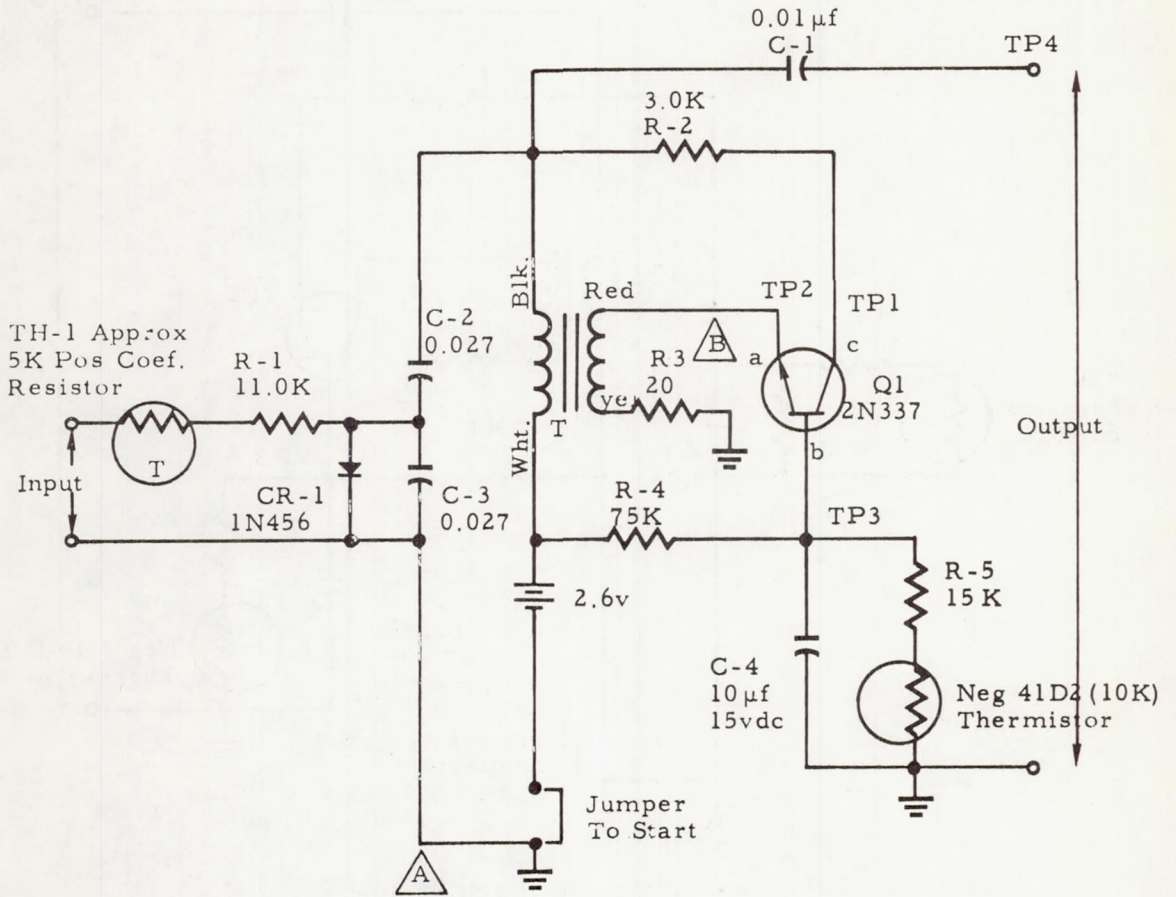 0.01 µf
C-1
TP4
3.0K
R-2
Blk.
Red
TP2
TP1
C-2
0.027
TH-1 Approx
5K Pos Coef.
Resistor
R-1
11.0K
B
a
c
R3
20
Q1
2N337
ye.
T
T
Wht.
b
Output
Input
CR-1
1N456
C-3
0.027
R-4
75K
TP3
R-5
15K
2.6v
C-4
10 µf
15vdc
Neg 41D2 (10K)
Thermistor
Jumper
To Start
A